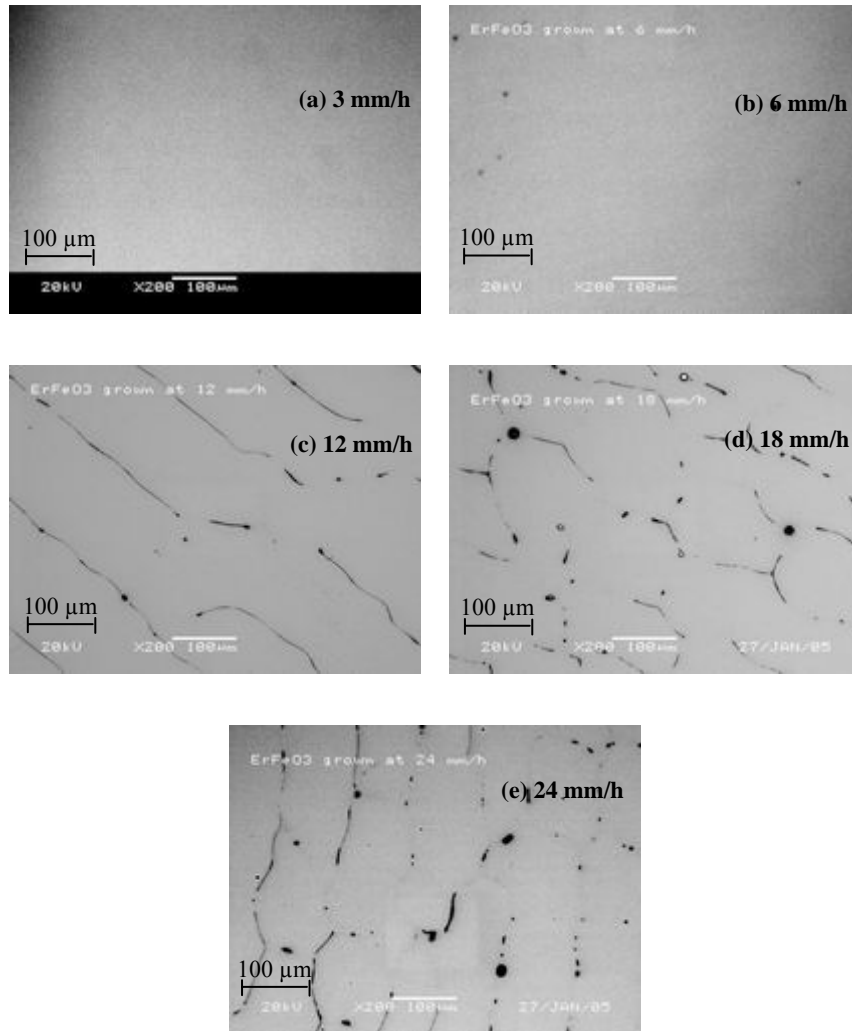 (a) 3 mm/h
100 µm
20kV X200 100µm
ErFeO3 grown at 6 mm/h
(b) 6 mm/h
100 µm
20kV X200 100µm
ErFeO3 grown at 12 mm/h
(c) 12 mm/h
100 µm
20kV X200 100µm
ErFeO3 grown at 18 mm/h
(d) 18 mm/h
100 µm
20kV X200 100µm 27/JAN/05
ErFeO3 grown at 24 mm/h
(e) 24 mm/h
100 µm
20kV X200 100µm 27/JAN/05